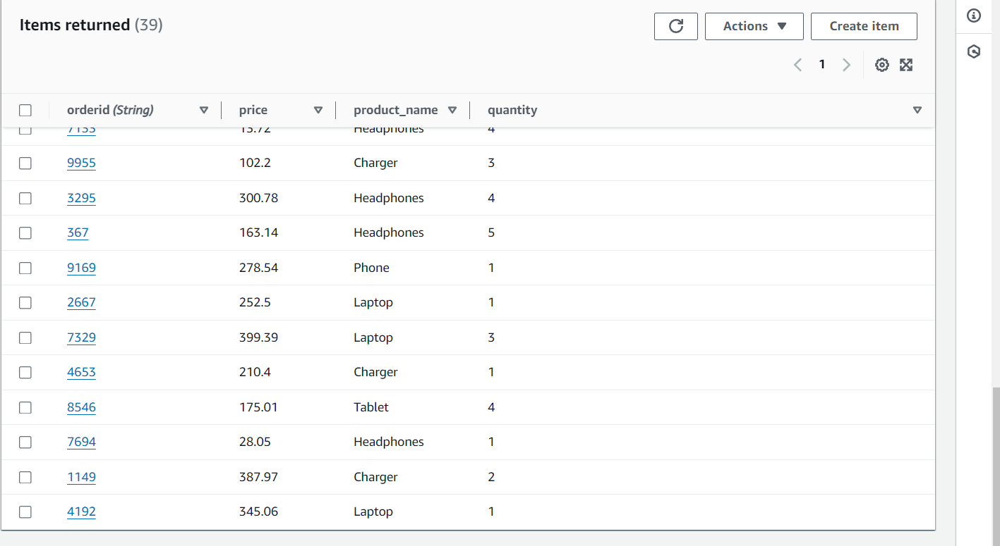 Items returned (39)
Actions
Create item
1
orderid (String) price product_name quantity
7133 13.72 Headphones 4
9955 102.2 Charger 3
3295 300.78 Headphones 4
367 163.14 Headphones 5
9169 278.54 Phone 1
2667 252.5 Laptop 1
7329 399.39 Laptop 3
4653 210.4 Charger 1
8546 175.01 Tablet 4
7694 28.05 Headphones 1
1149 387.97 Charger 2
4192 345.06 Laptop 1